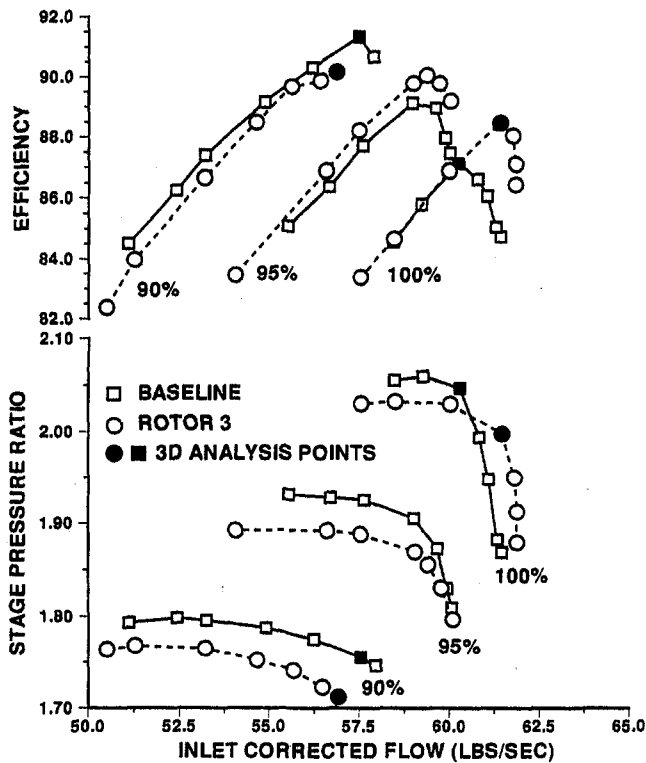 92.0
90.0
88.0
86.0
84.0
82.0
EFFICIENCY
90%
95%
100%
2.10
2.00
1.90
1.80
1.70
STAGE PRESSURE RATIO
BASELINE
ROTOR 3
3D ANALYSIS POINTS
100%
95%
90%
50.0 52.5 55.0 57.5 60.0 62.5 65.0
INLET CORRECTED FLOW (LBS/SEC)